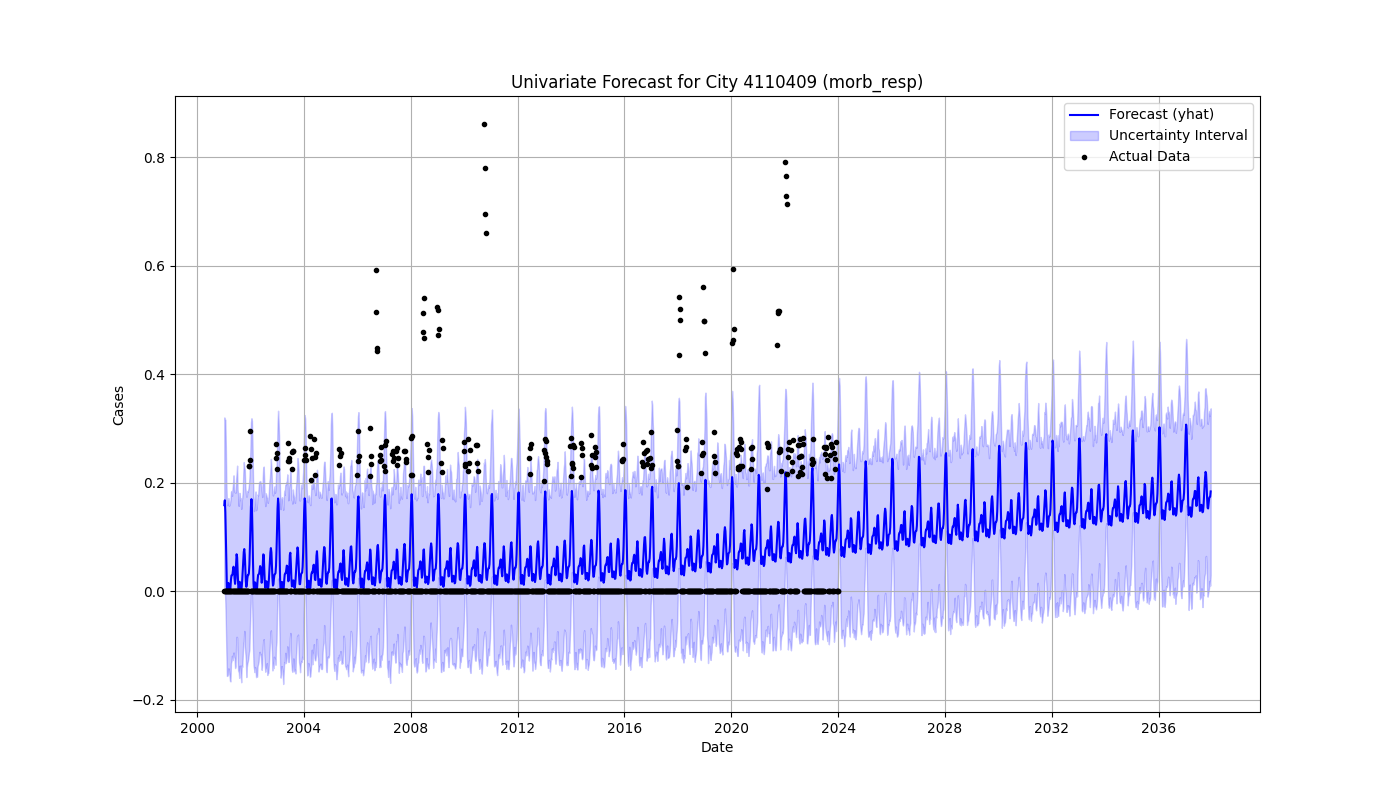 Univariate Forecast for City 4110409 (morb_resp)
Forecast (yhat)
Uncertainty Interval
Actual Data
Cases
0.8
0.6
0.4
0.2
0.0
−0.2
2000 2004 2008 2012 2016 2020 2024 2028 2032 2036
Date